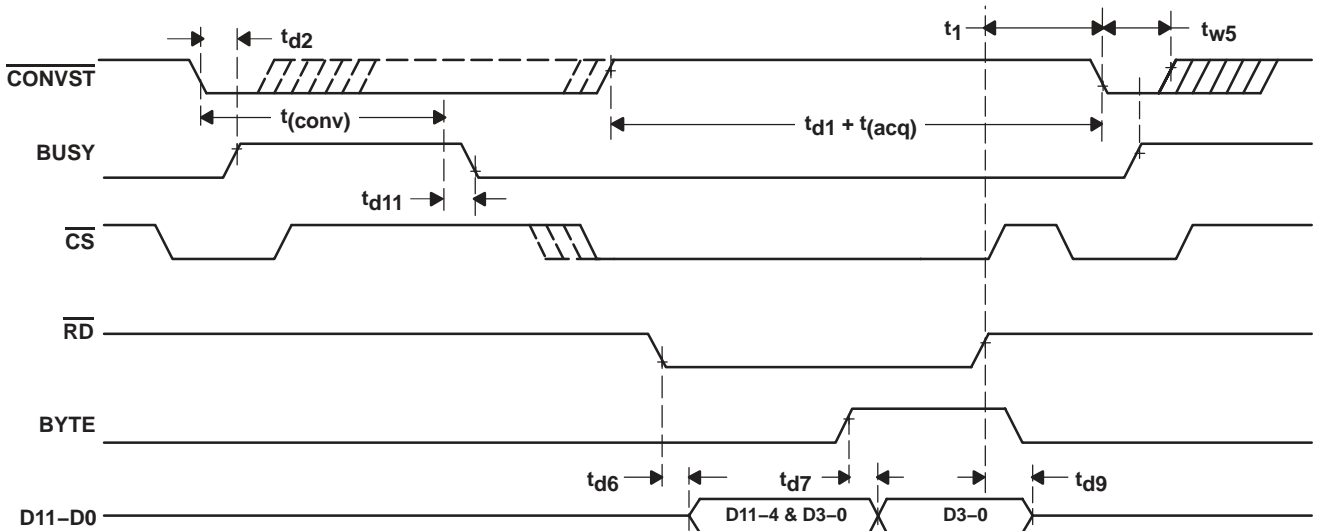 td2
t1
tw5
CONVST
t(conv)
td1 + t(acq)
BUSY
td11
CS
RD
BYTE
td6
td7
td9
D11–D0
D11–4 & D3–0
D3–0